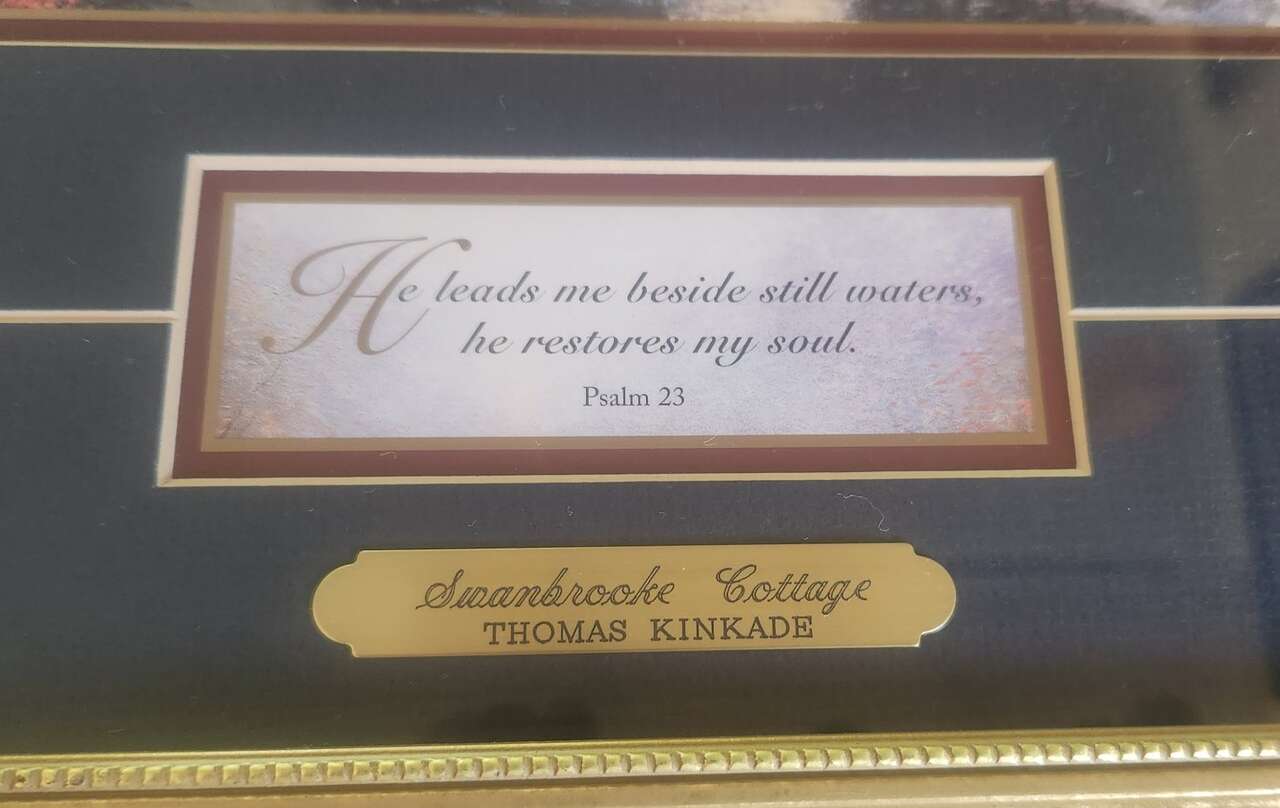 He leads me beside still waters,
he restores my soul.
Psalm 23
Swanbrooke Cottage
THOMAS KINKADE